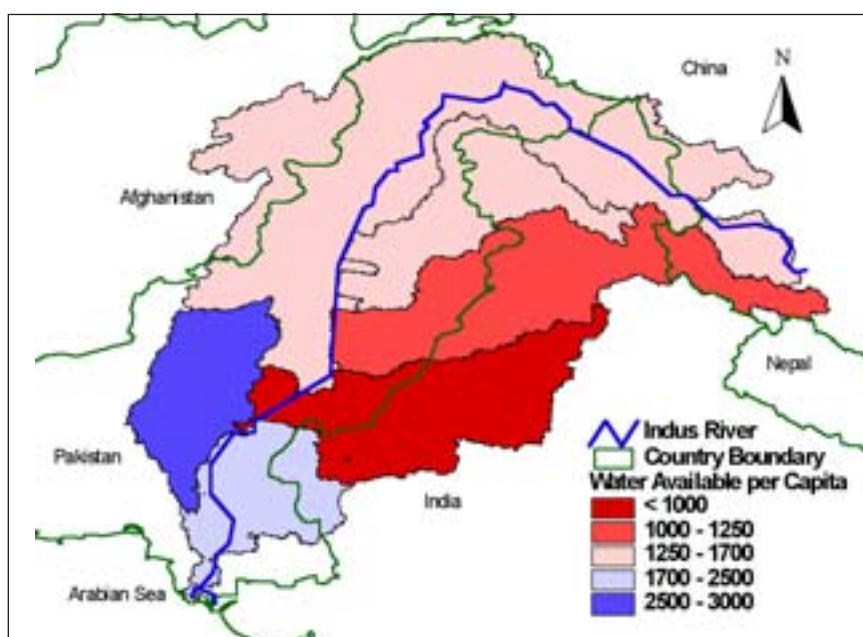 China
N
Afghanistan
Nepal
Pakistan
India
Arabian Sea
Indus River
Country Boundary
Water Available per Capita
< 1000
1000 - 1250
1250 - 1700
1700 - 2500
2500 - 3000